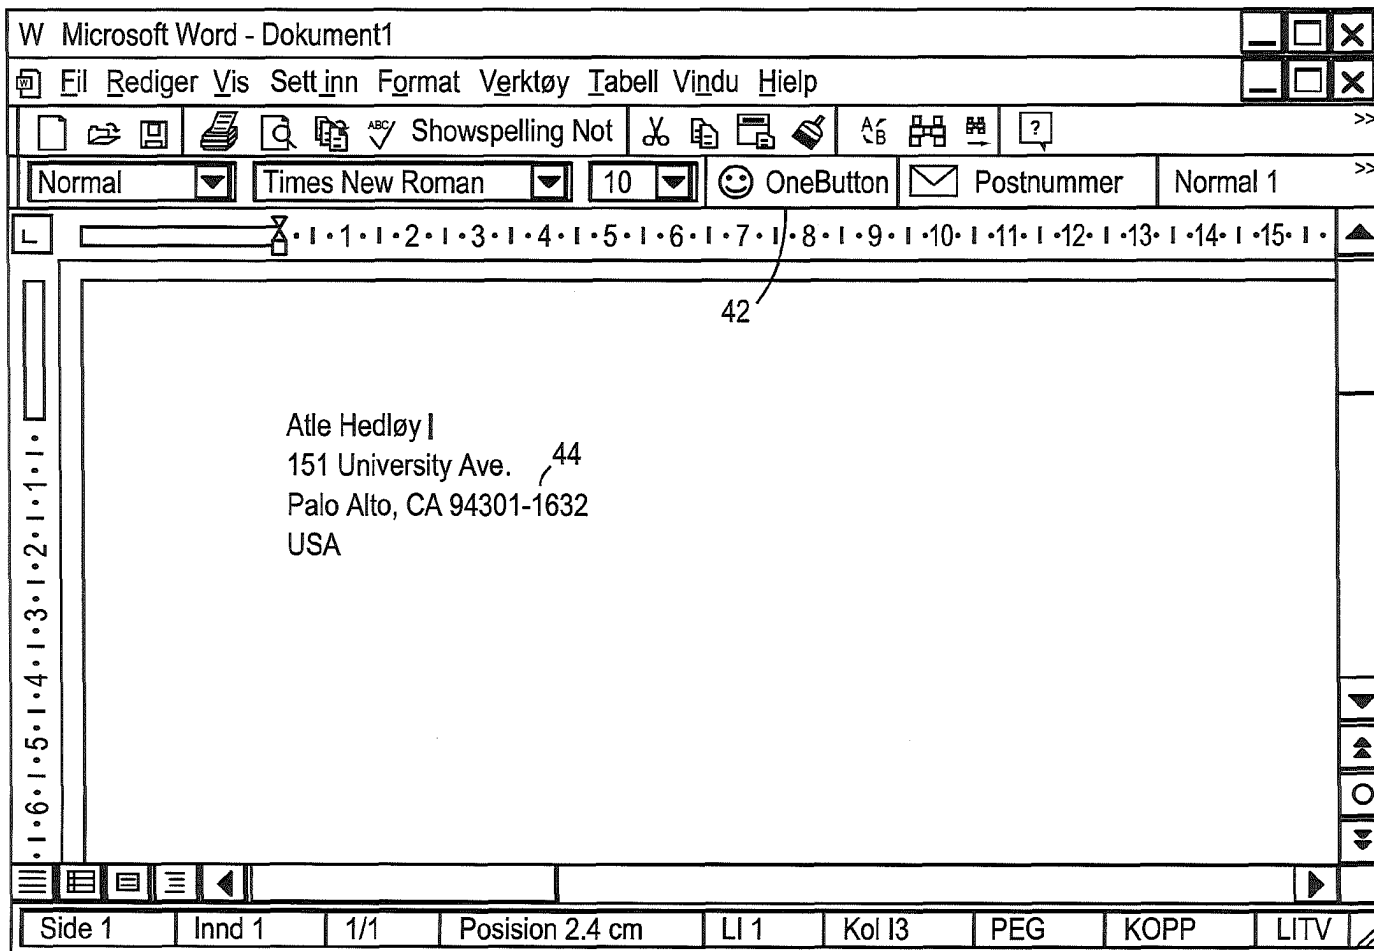 W Microsoft Word - Dokument1
Fil Rediger Vis Sett inn Format Verktøy Tabell Vindu Hielp
ABC Showspelling Not A B ? >>
Normal Times New Roman 10 OneButton Postnummer Normal 1 >>
L · I · 1 · I · 2 · I · 3 · I · 4 · I · 5 · I · 6 · I · 7 · I · 8 · I · 9 · I · 10 · I · 11 · I · 12 · I · 13 · I · 14 · I · 15 · I ·
42
Atle Hedløy
151 University Ave.
44
Palo Alto, CA 94301-1632
USA
· I · 1 · I · 2 · I · 3 · I · 4 · I · 5 · I · 6 · I ·
Side 1 Innd 1 1/1 Posision 2.4 cm LI 1 Kol I3 PEG KOPP LITV